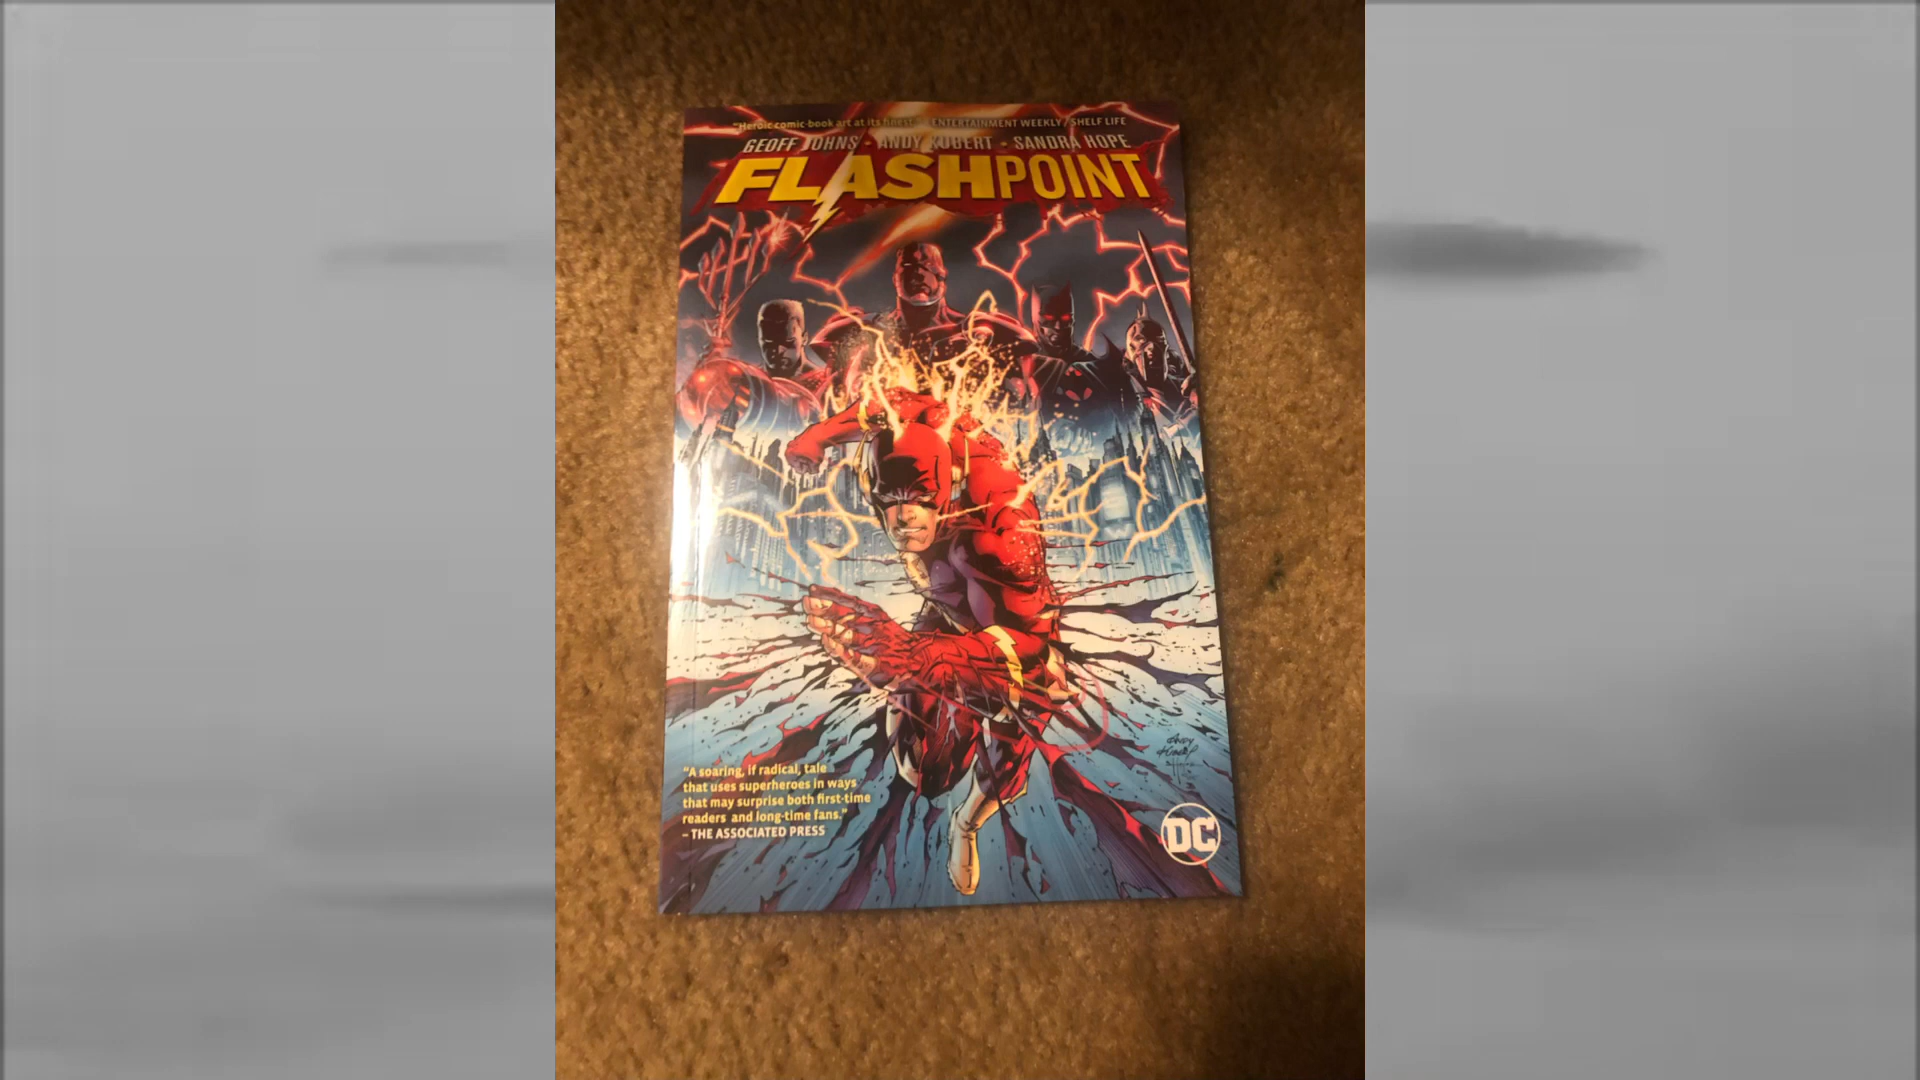 "Heroic comic-book art at its finest." – ENTERTAINMENT WEEKLY / SHELF LIFE
GEOFF JOHNS • ANDY KUBERT • SANDRA HOPE
FLASHPOINT
Andy
Kubert
"A soaring, if radical, tale
that uses superheroes in ways
that may surprise both first-time
readers and long-time fans."
– THE ASSOCIATED PRESS
DC